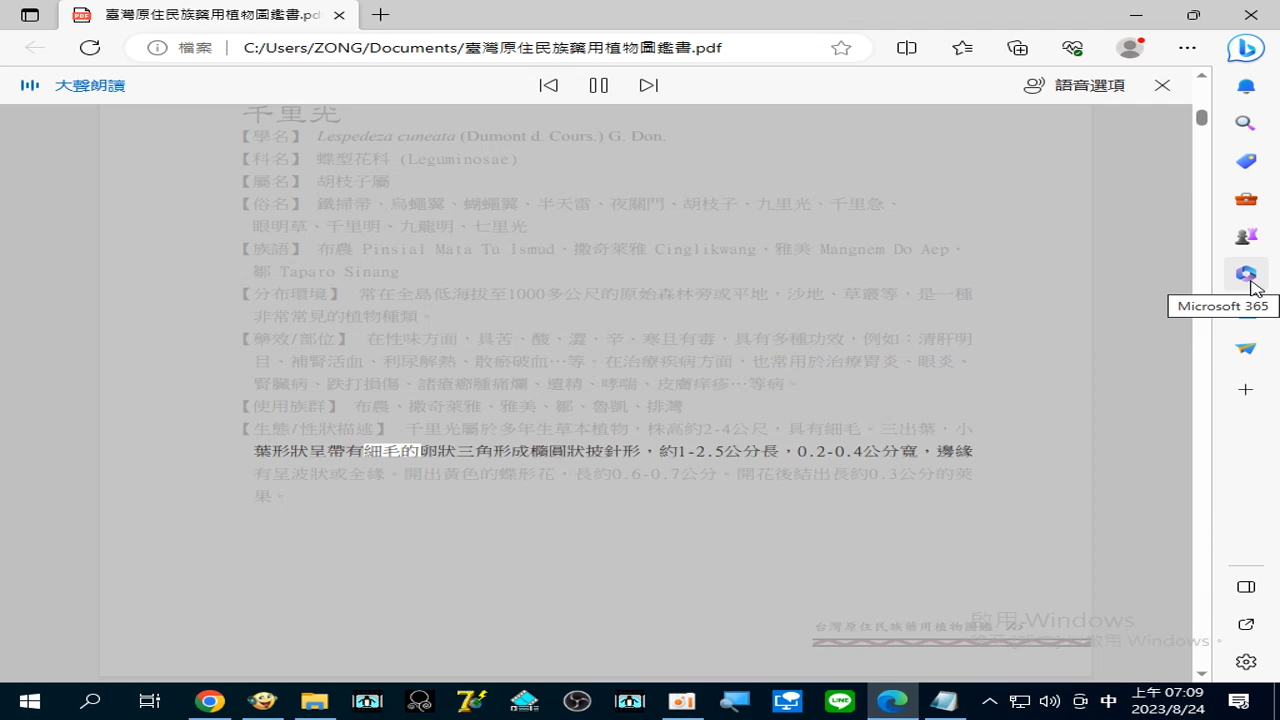 臺灣原住民族藥用植物圖鑑書.pdf
檔案 C:/Users/ZONG/Documents/臺灣原住民族藥用植物圖鑑書.pdf
大聲朗讀
語音選項
千里光
【學名】 Lespedeza cuneata (Dumont d. Cours.) G. Don.
【科名】 蝶型花科 (Leguminosae)
【屬名】 胡枝子屬
【俗名】 鐵掃帚、烏蠅翼、蝴蠅翼、半天雷、夜關門、胡枝子、九里光、千里急、
眼明草、千里明、九龍明、七里光
【族語】 布農 Pinsial Mata Tu Ismud．撒奇萊雅 Cinglikwang．雅美 Mangnem Do Aep．
鄒 Taparo Sinang
【分布環境】 常在全島低海拔至1000多公尺的原始森林旁或平地，沙地、草叢等，是一種
非常常見的植物種類。
【藥效/部位】 在性味方面，具苦、酸、澀、辛、寒且有毒，具有多種功效，例如：清肝明
目、補腎活血、利尿解熱、散瘀破血…等。在治療疾病方面，也常用於治療胃炎、眼炎、
腎臟病、跌打損傷、諸瘡癤腫痛爛、遺精、哮喘、皮膚痒疹…等病。
【使用族群】 布農、撒奇萊雅、雅美、鄒、魯凱、排灣
【生態/性狀描述】 千里光屬於多年生草本植物，株高約2-4公尺，具有細毛。三出葉，小
葉形狀呈帶有細毛的卵狀三角形成橢圓狀披針形，約1-2.5公分長，0.2-0.4公分寬，邊緣
有呈波狀或全緣。開出黃色的蝶形花，長約0.6-0.7公分。開花後結出長約0.3公分的莢
果。
Microsoft 365
台灣原住民族藥用植物圖鑑
啟用 Windows
啟用 Windows。
中
上午 07:09
2023/8/24